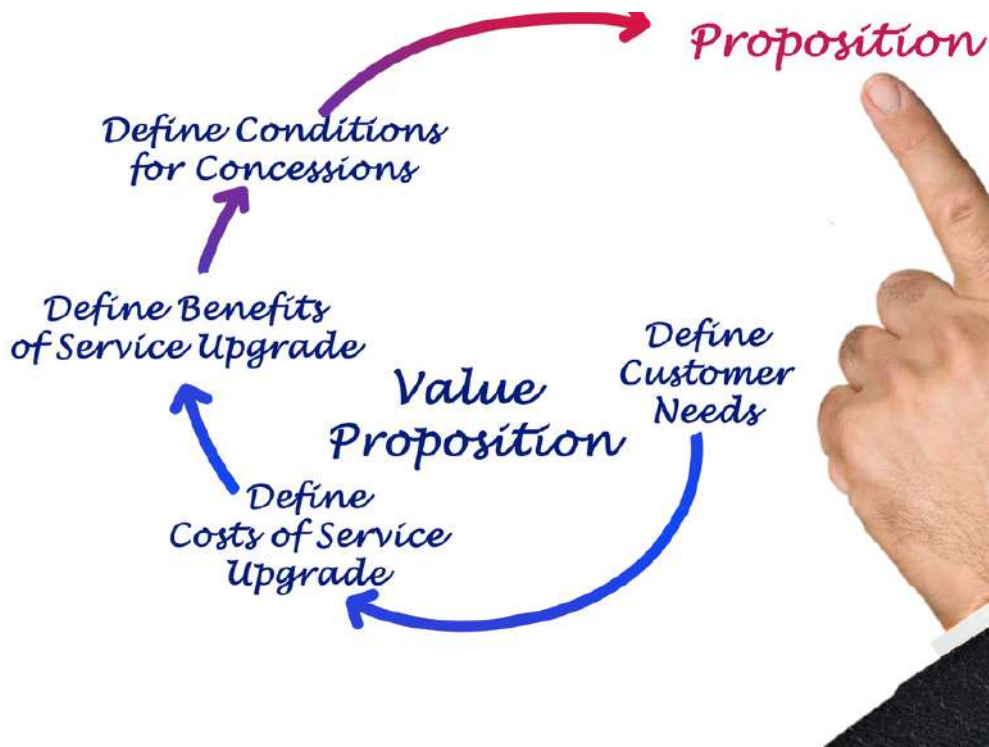 Proposition
Define Conditions
for Concessions
Define Benefits
of Service Upgrade
Value
Proposition
Define
Customer
Needs
Define
Costs of Service
Upgrade